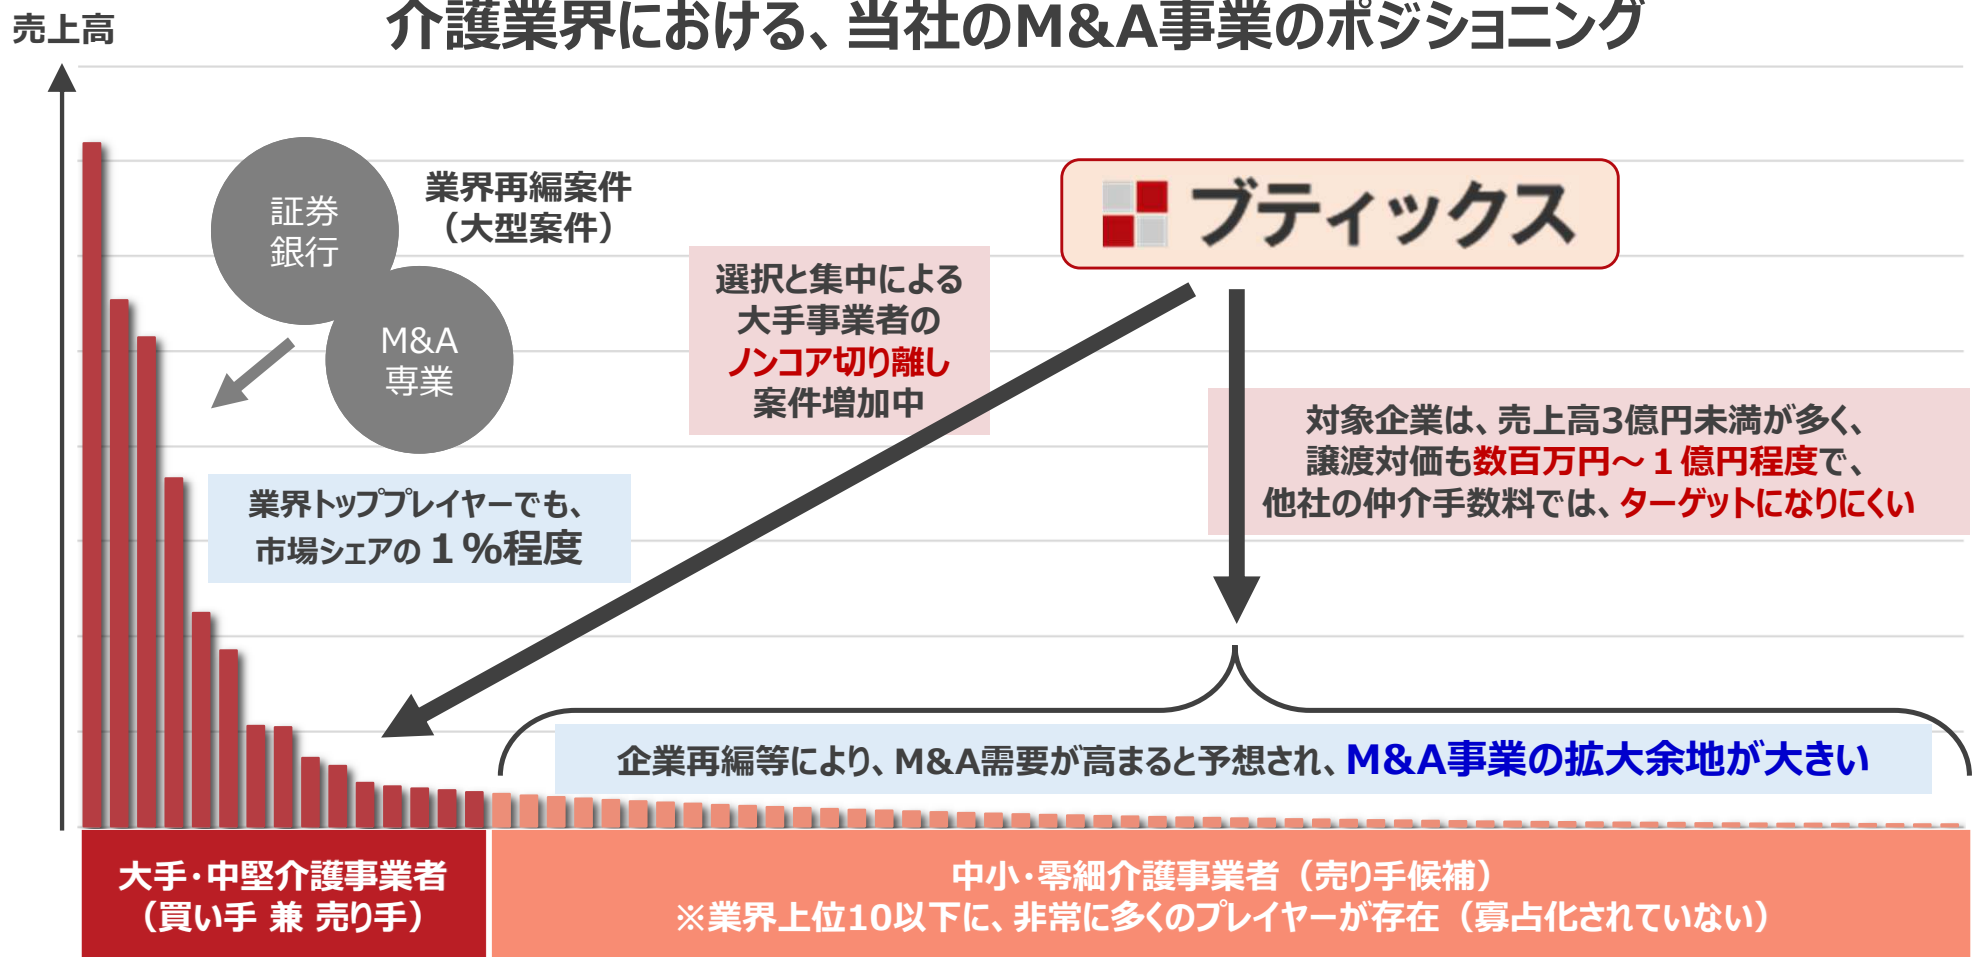 介護業界における、当社のM&A事業のポジショニング
売上高
証券
銀行
業界再編案件
（大型案件）
M&A
専業
ブティックス
選択と集中による
大手事業者の
ノンコア切り離し
案件増加中
対象企業は、売上高3億円未満が多く、
譲渡対価も数百万円～１億円程度で、
他社の仲介手数料では、ターゲットになりにくい
業界トッププレイヤーでも、
市場シェアの１％程度
企業再編等により、M&A需要が高まると予想され、M&A事業の拡大余地が大きい
大手・中堅介護事業者
（買い手 兼 売り手）
中小・零細介護事業者（売り手候補）
※業界上位10以下に、非常に多くのプレイヤーが存在（寡占化されていない）